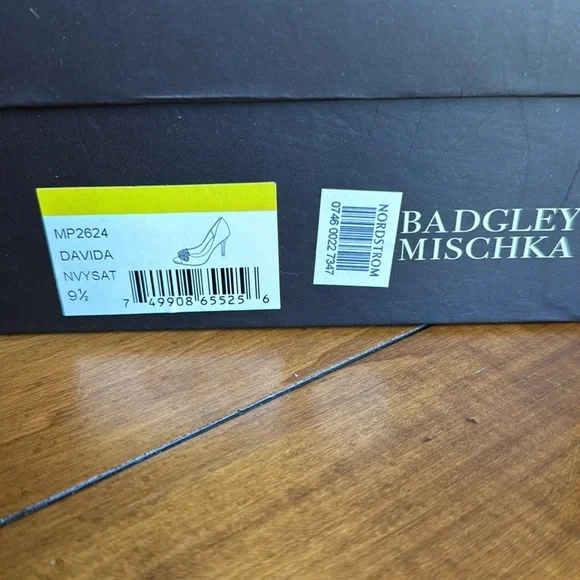 MP2624
DAVIDA
NVYSAT
9½
7 49908 65525 6
NORDSTROM
0746 0022 7347
BADGLEY
MISCHKA